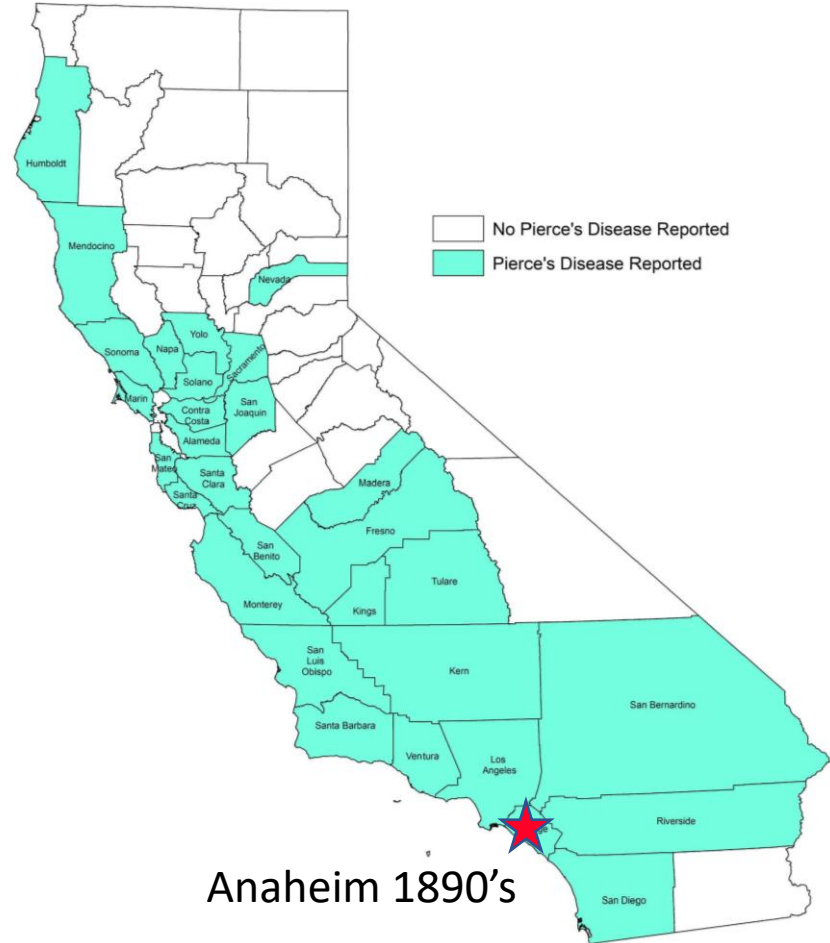 Humboldt
No Pierce's Disease Reported
Pierce's Disease Reported
Mendocino
Nevada
Yolo
Sonoma
Napa
Sacramento
Solano
Marin
Contra
Costa
San
Joaquin
Alameda
San
Mateo
Santa
Clara
Santa
Cruz
Madera
Fresno
San
Benito
Tulare
Monterey
Kings
San
Luis
Obispo
Kern
San Bernardino
Santa Barbara
Ventura
Los
Angeles
Riverside
Anaheim 1890’s
San Diego